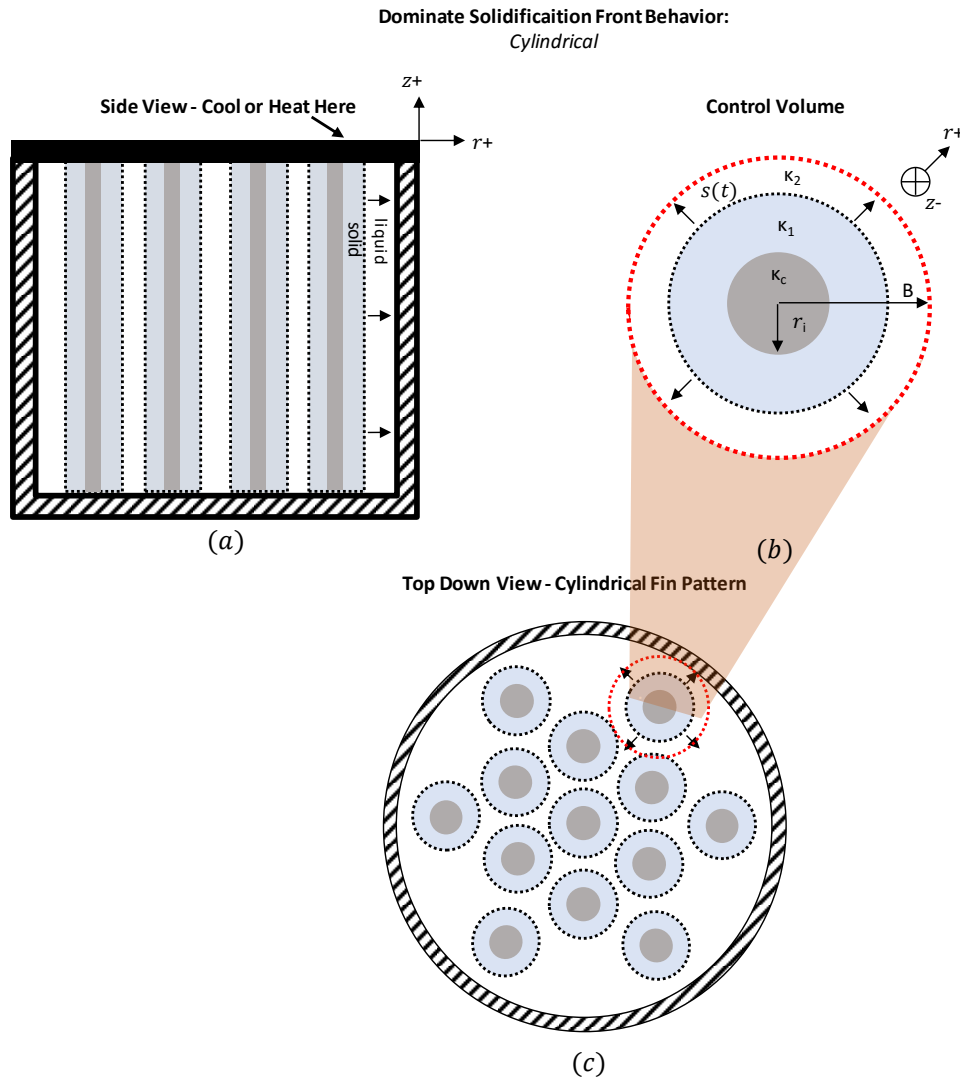 Dominate Solidificaition Front Behavior:
Cylindrical
z+
Side View - Cool or Heat Here
r+
solid
liquid
(a)
Control Volume
r+
z-
κ2
s(t)
κ1
κc
B
ri
(b)
Top Down View - Cylindrical Fin Pattern
(c)